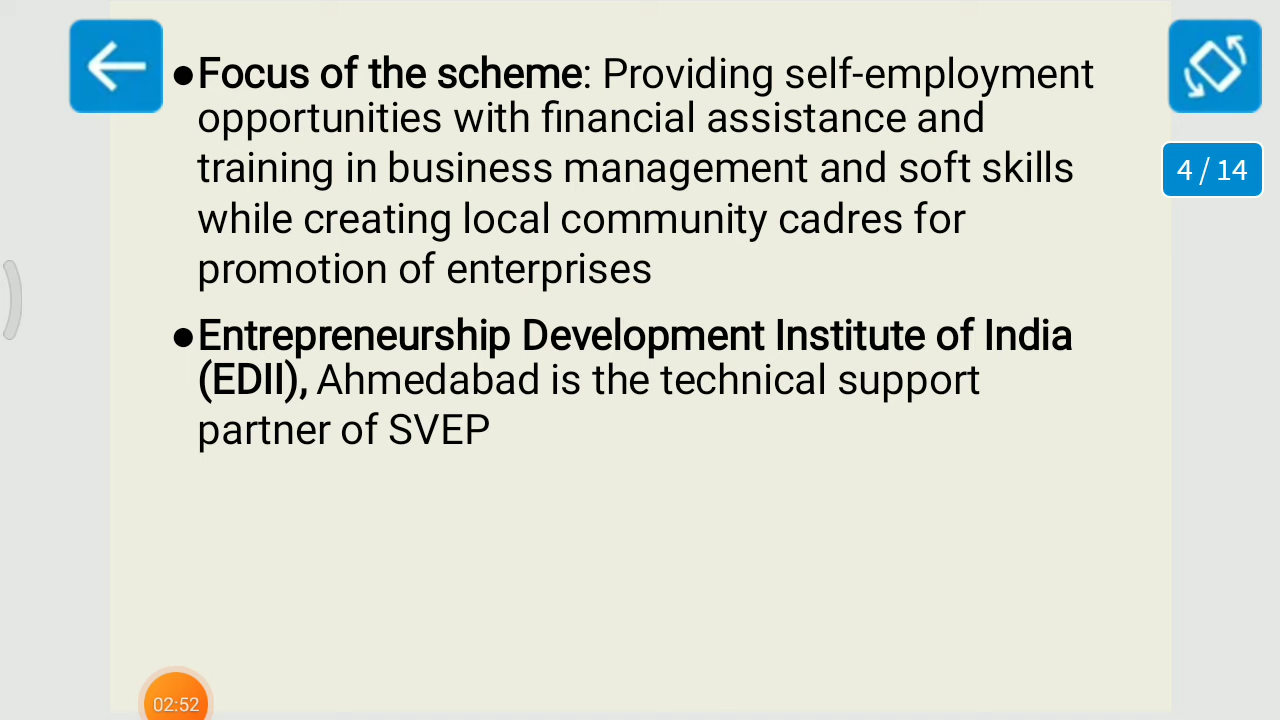 ●Focus of the scheme: Providing self-employment
opportunities with financial assistance and
training in business management and soft skills
while creating local community cadres for
promotion of enterprises
●Entrepreneurship Development Institute of India
(EDII), Ahmedabad is the technical support
partner of SVEP
4 / 14
02:52